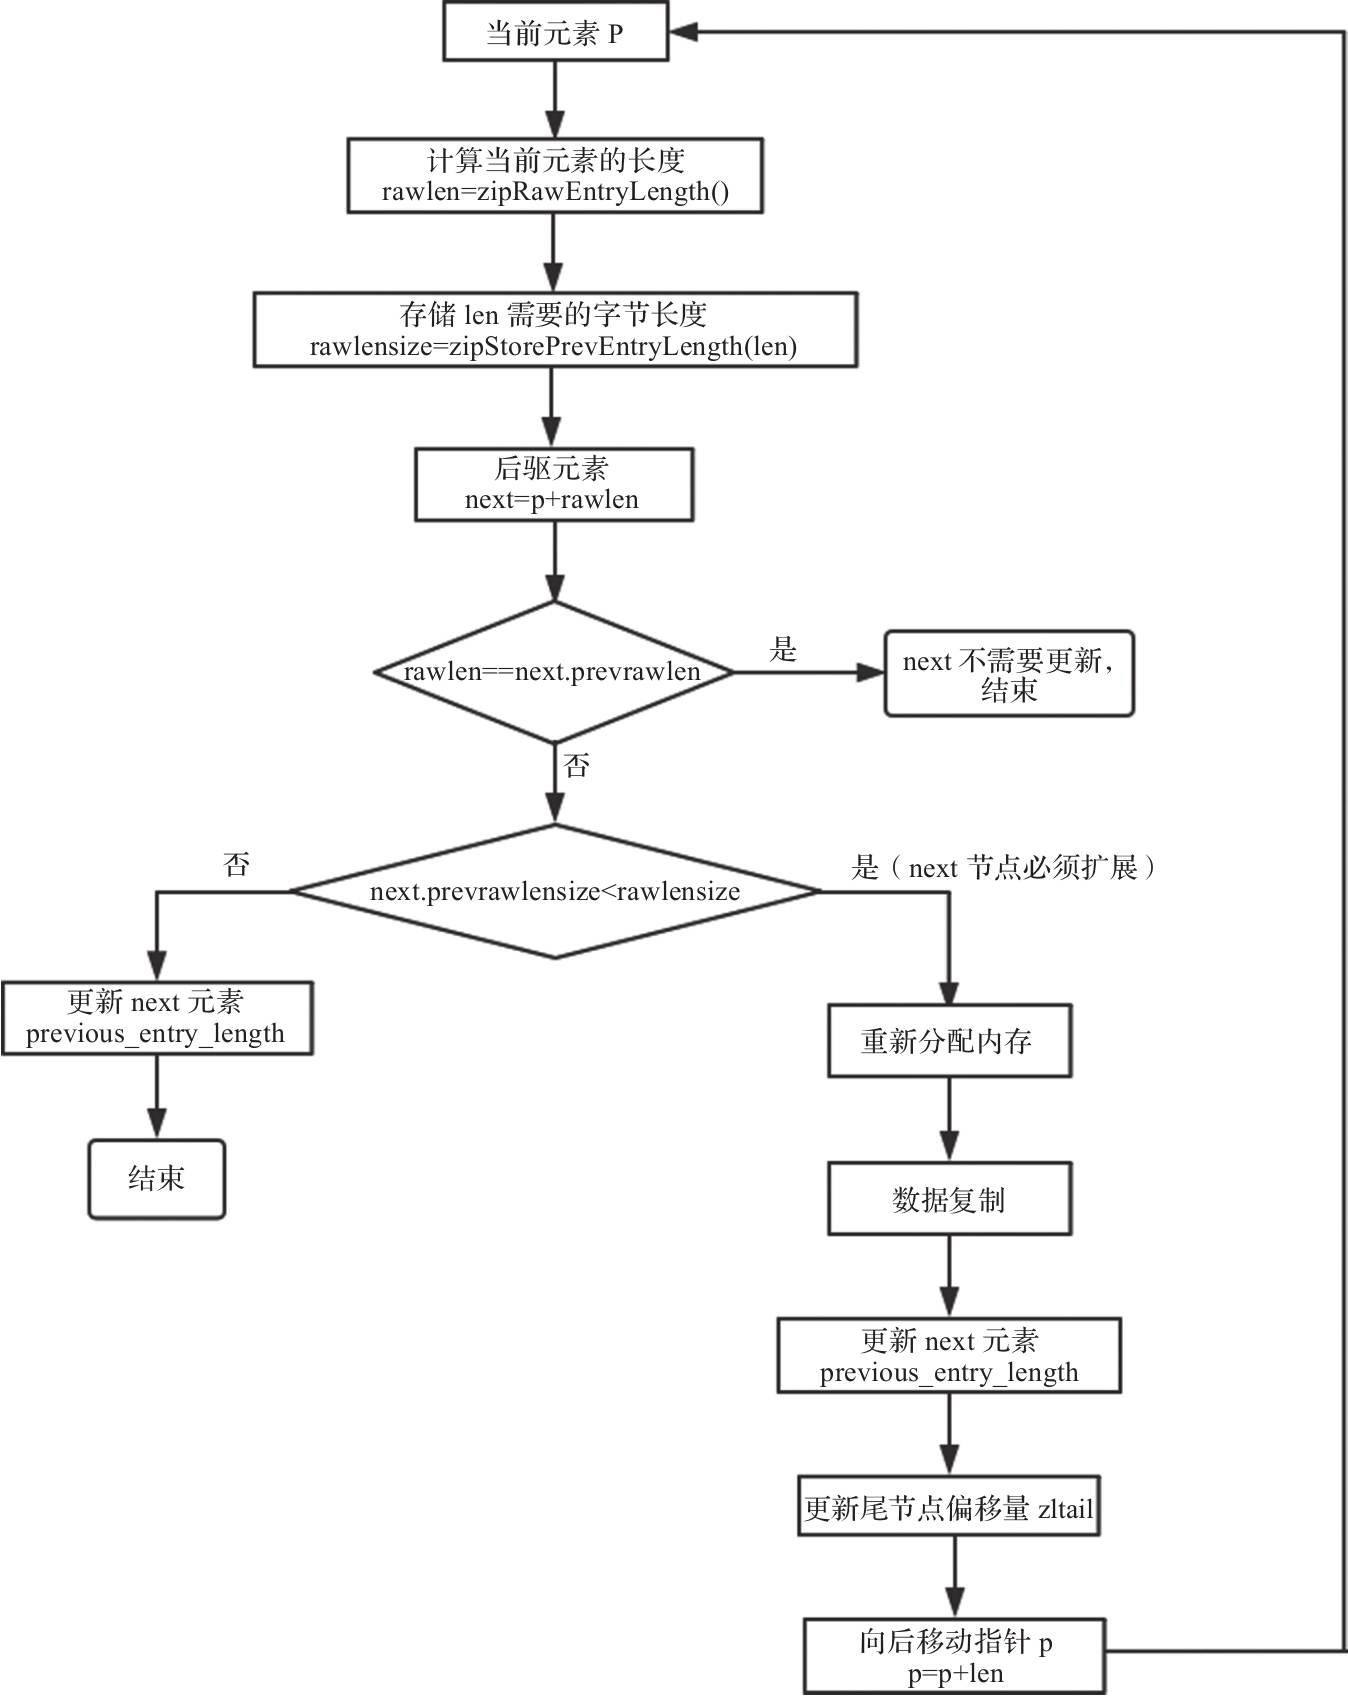 当前元素 P
计算当前元素的长度
rawlen=zipRawEntryLength()
存储 len 需要的字节长度
rawlensize=zipStorePrevEntryLength(len)
后驱元素
next=p+rawlen
rawlen==next.prevrawlen
是
next 不需要更新，
结束
否
next.prevrawlensize<rawlensize
否
是（next 节点必须扩展）
更新 next 元素
previous_entry_length
结束
重新分配内存
数据复制
更新 next 元素
previous_entry_length
更新尾节点偏移量 zltail
向后移动指针 p
p=p+len